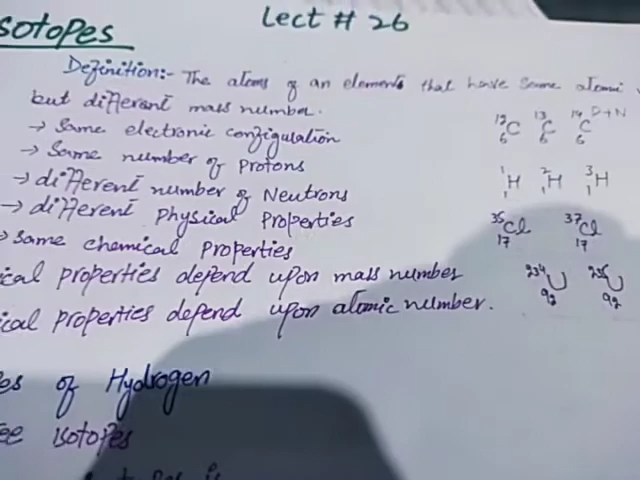 Lect # 26
sotopes
Definition:- The atoms of an elements that have same atomic
but different mass number.
→ Same electronic configuration
→ Same number of Protons
→ different number of Neutrons
→ different Physical Properties
→ same chemical properties
ical properties depend upon mass number
ical properties depend upon atomic number.
P+N
12 6 C 13 6 C 14 6 C
1 1 H 2 1 H 3 1 H
35 17 Cl 37 17 Cl
234 92 U 235 92 U
es of Hydrogen
ee isotopes